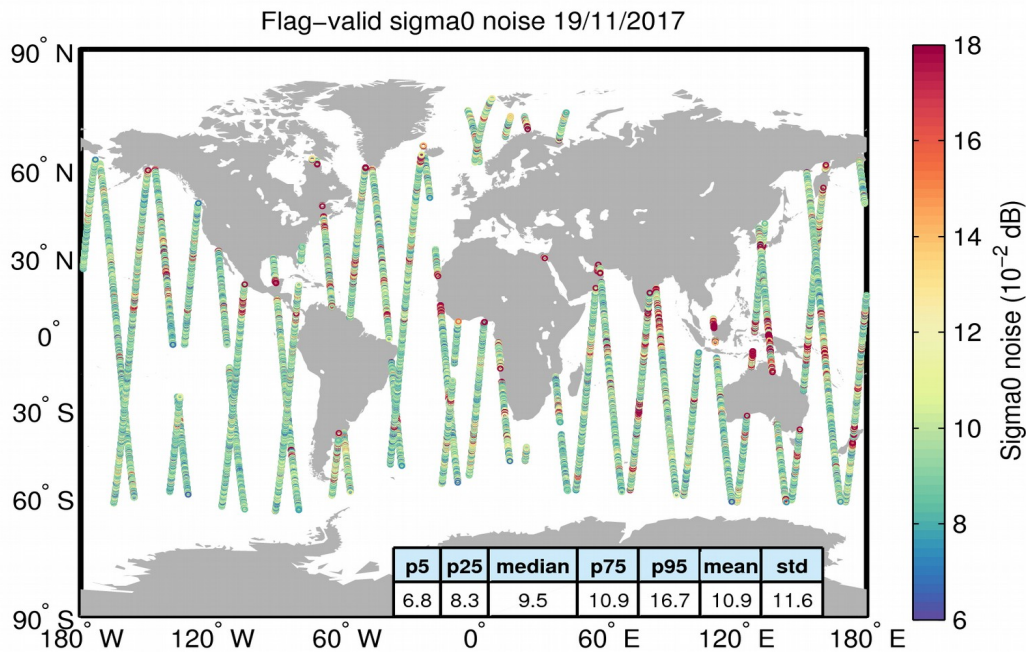 Flag−valid sigma0 noise 19/11/2017
90° N
60° N
30° N
0°
30° S
60° S
90° S
180° W 120° W 60° W 0° 60° E 120° E 180° E
p5 p25 median p75 p95 mean std
6.8 8.3 9.5 10.9 16.7 10.9 11.6
18
16
14
12
10
8
6
Sigma0 noise (10⁻² dB)